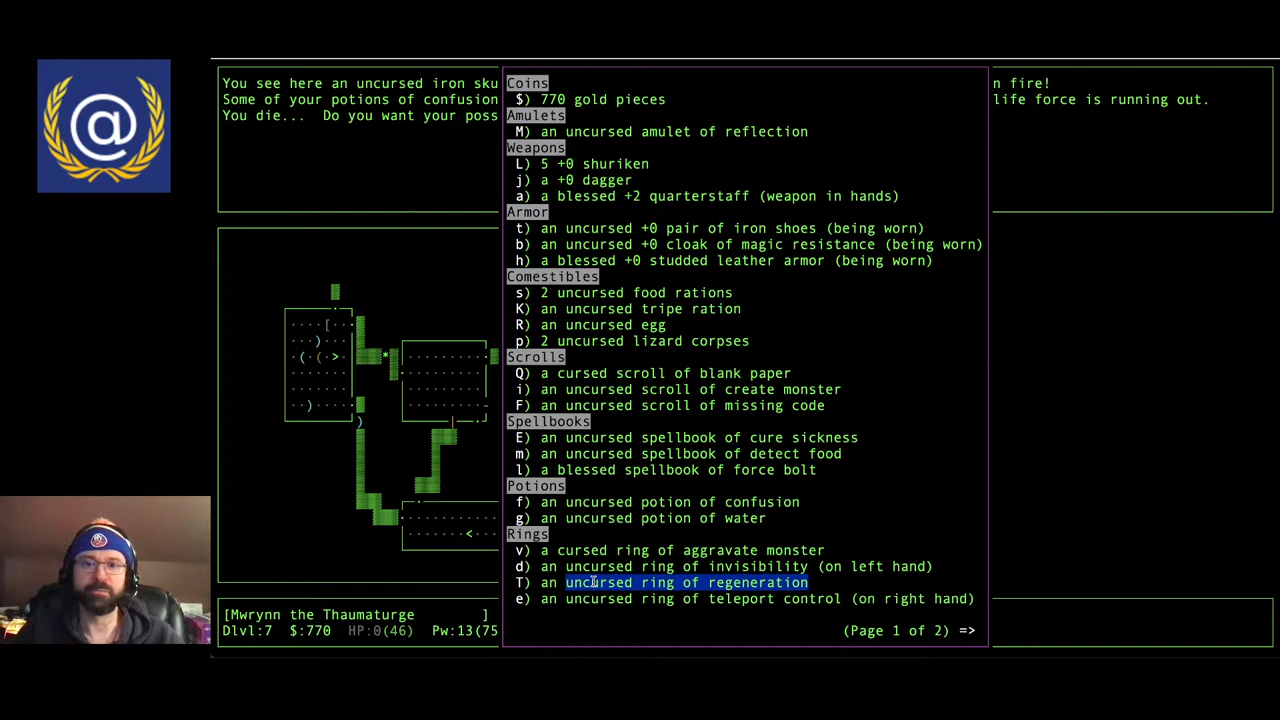 You see here an uncursed iron sku
n fire!
Some of your potions of confusion
life force is running out.
You die... Do you want your poss
Coins
$) 770 gold pieces
Amulets
M) an uncursed amulet of reflection
Weapons
L) 5 +0 shuriken
j) a +0 dagger
a) a blessed +2 quarterstaff (weapon in hands)
Armor
t) an uncursed +0 pair of iron shoes (being worn)
b) an uncursed +0 cloak of magic resistance (being worn)
h) a blessed +0 studded leather armor (being worn)
Comestibles
s) 2 uncursed food rations
K) an uncursed tripe ration
R) an uncursed egg
p) 2 uncursed lizard corpses
Scrolls
Q) a cursed scroll of blank paper
i) an uncursed scroll of create monster
F) an uncursed scroll of missing code
Spellbooks
E) an uncursed spellbook of cure sickness
m) an uncursed spellbook of detect food
l) a blessed spellbook of force bolt
Potions
f) an uncursed potion of confusion
g) an uncursed potion of water
Rings
v) a cursed ring of aggravate monster
d) an uncursed ring of invisibility (on left hand)
T) an uncursed ring of regeneration
e) an uncursed ring of teleport control (on right hand)
(Page 1 of 2) =>
[Mwrynn the Thaumaturge ]
Dlvl:7 $:770 HP:0(46) Pw:13(75
@